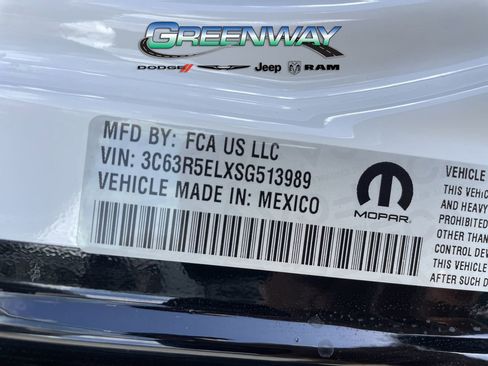 GREENWAY
DODGE Jeep RAM
MFD BY: FCA US LLC
VIN: 3C63R5ELXSG513989
VEHICLE MADE IN: MEXICO
MOPAR
VEHICLE
THIS VEHIC
AND HEAVY
PROHIBITED
OTHER THAN
CONTROL DEV
THIS VEHICLE
AFTER SUCH D